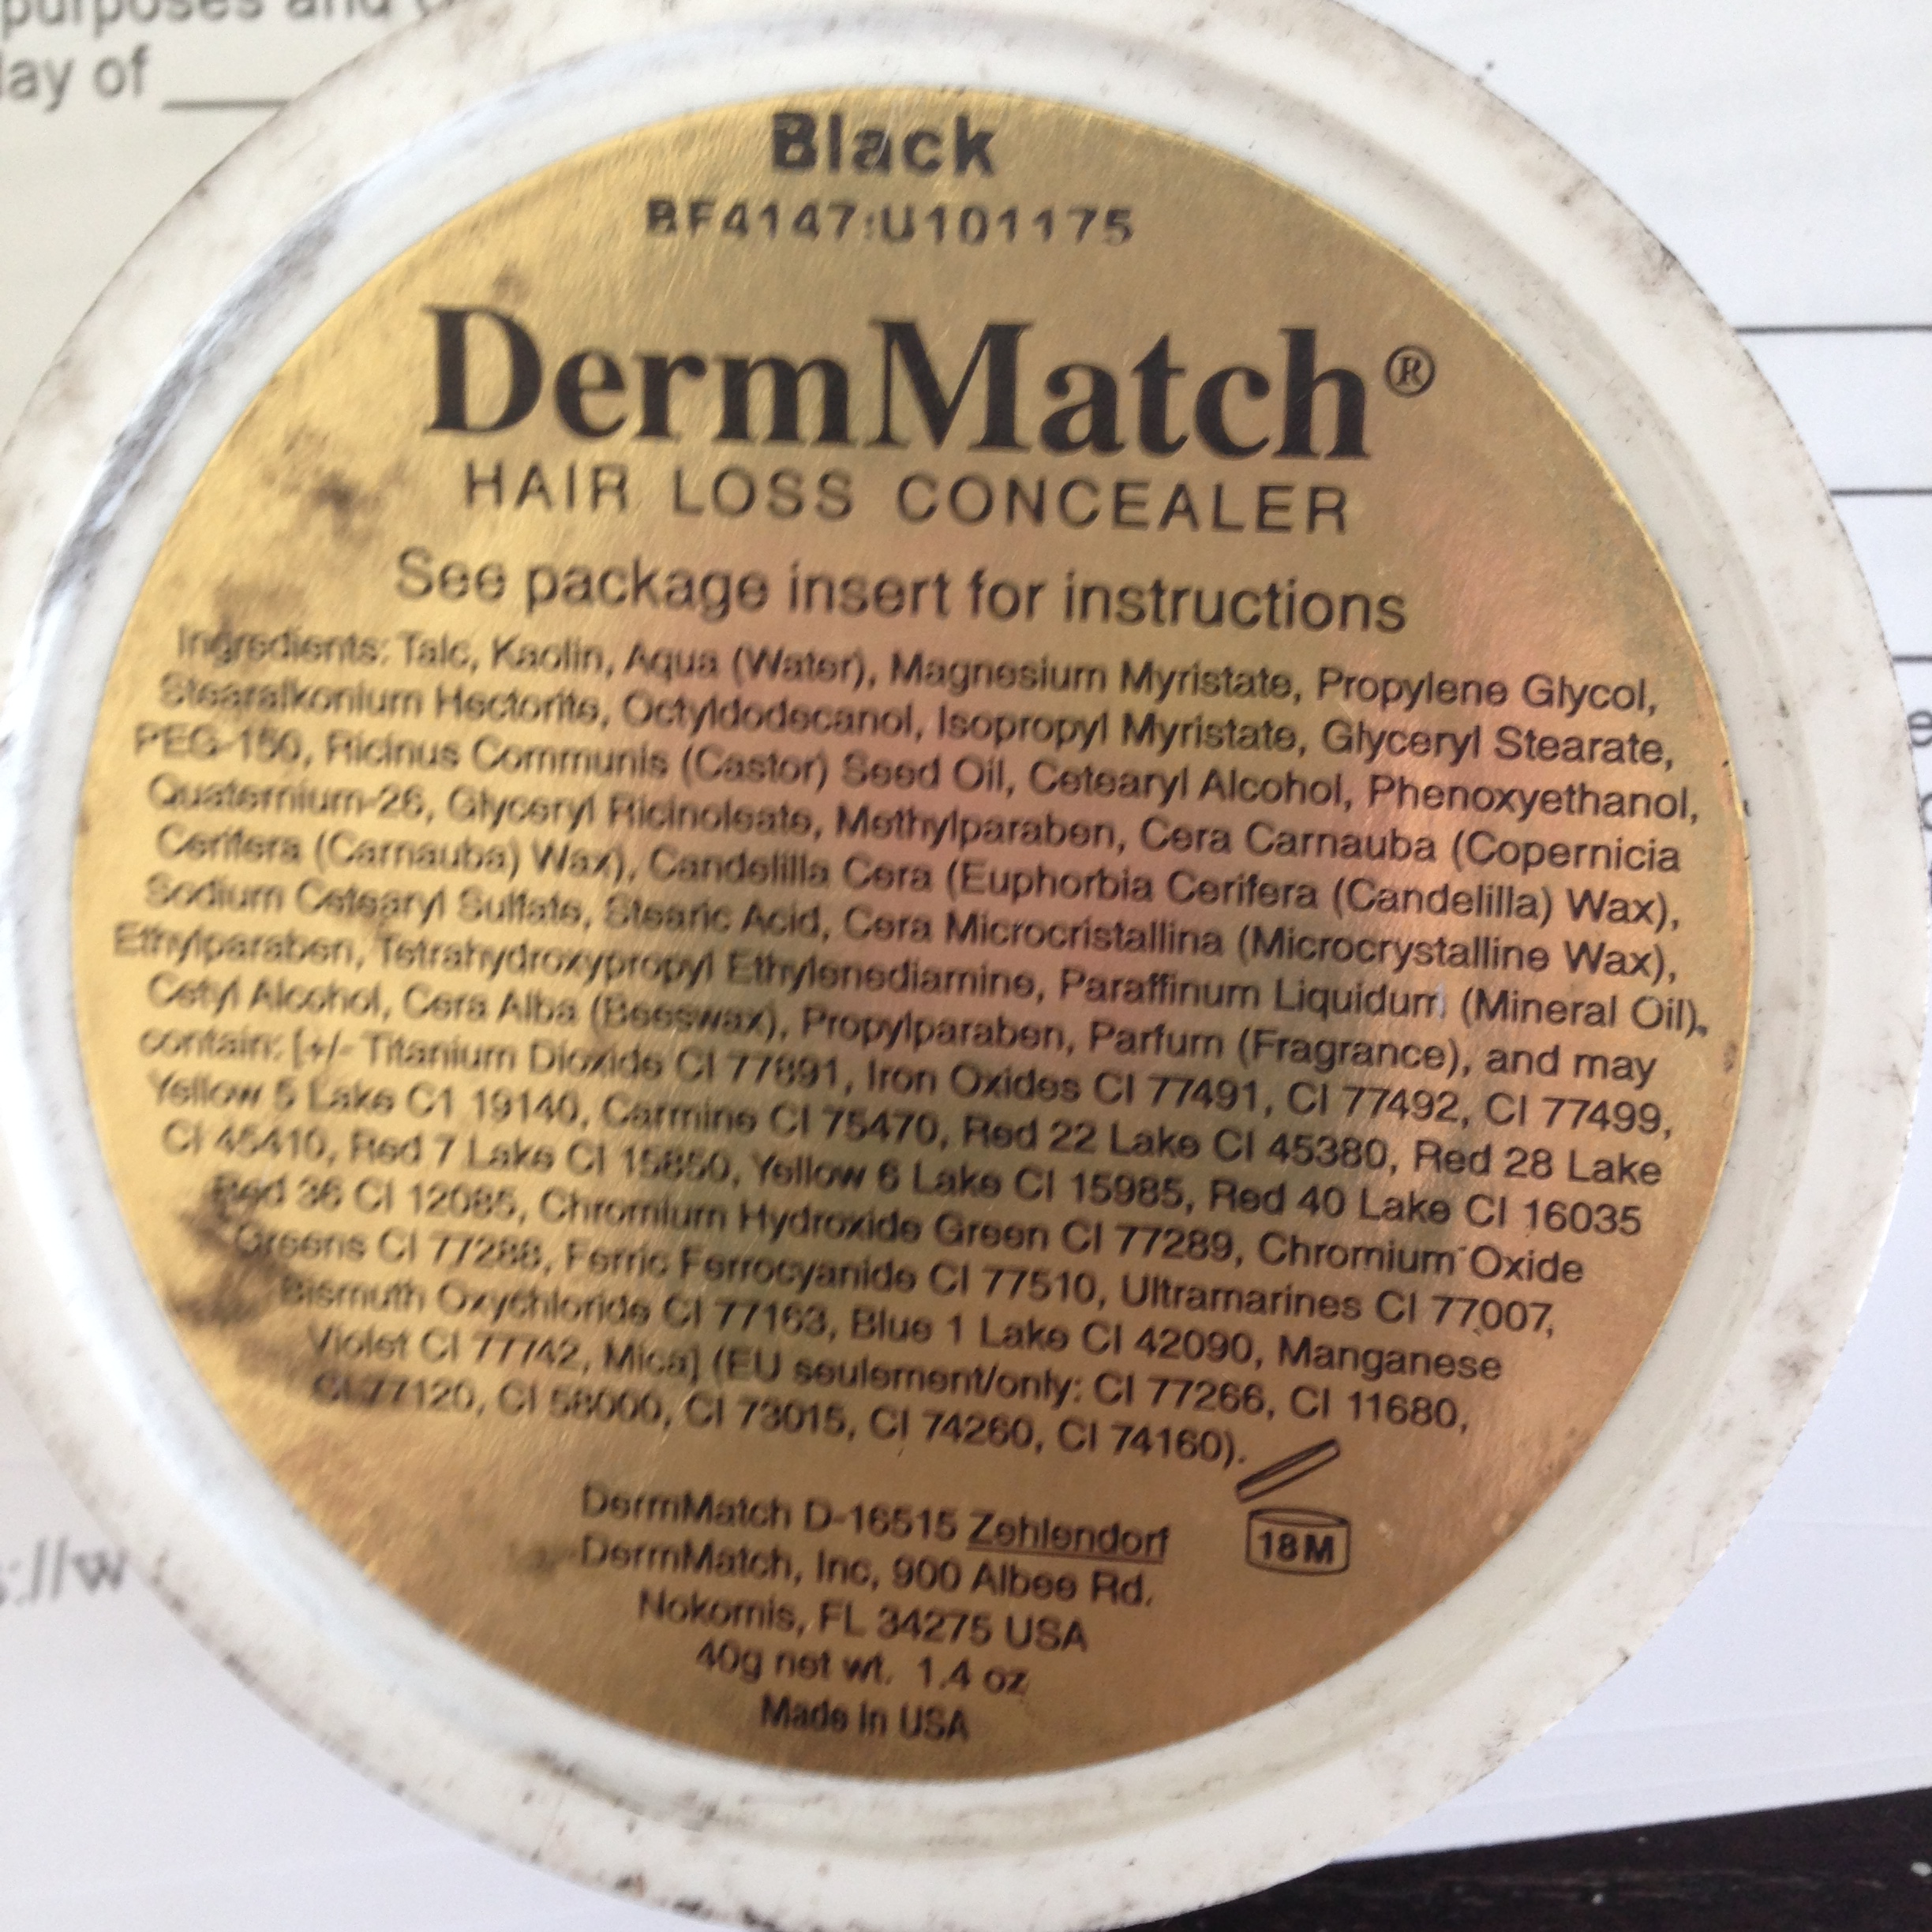 purposes and
day of
Black
BF4147:U101175
DermMatch®
HAIR LOSS CONCEALER
See package insert for instructions
Ingredients: Talc, Kaolin, Aqua (Water), Magnesium Myristate, Propylene Glycol,
Stearalkonium Hectorite, Octyldodecanol, Isopropyl Myristate, Glyceryl Stearate,
PEG-150, Ricinus Communis (Castor) Seed Oil, Cetearyl Alcohol, Phenoxyethanol,
Quaternium-26, Glyceryl Ricinoleate, Methylparaben, Cera Carnauba (Copernicia
Cerifera (Carnauba) Wax), Candelilla Cera (Euphorbia Cerifera (Candelilla) Wax),
Sodium Cetearyl Sulfate, Stearic Acid, Cera Microcristallina (Microcrystalline Wax),
Ethylparaben, Tetrahydroxypropyl Ethylenediamine, Paraffinum Liquidum (Mineral Oil),
Cetyl Alcohol, Cera Alba (Beeswax), Propylparaben, Parfum (Fragrance), and may
contain: [+/- Titanium Dioxide CI 77891, Iron Oxides CI 77491, CI 77492, CI 77499,
Yellow 5 Lake C1 19140, Carmine CI 75470, Red 22 Lake CI 45380, Red 28 Lake
CI 45410, Red 7 Lake CI 15850, Yellow 6 Lake CI 15985, Red 40 Lake CI 16035
Red 36 CI 12085, Chromium Hydroxide Green CI 77289, Chromium Oxide
Greens CI 77288, Ferric Ferrocyanide CI 77510, Ultramarines CI 77007,
Bismuth Oxychloride CI 77163, Blue 1 Lake CI 42090, Manganese
Violet CI 77742, Mica] (EU seulement/only: CI 77266, CI 11680,
CI 77120, CI 58000, CI 73015, CI 74260, CI 74160).
DermMatch D-16515 Zehlendorf
18M
DermMatch, Inc, 900 Albee Rd.
Nokomis, FL 34275 USA
40g net wt. 1.4 oz
Made in USA